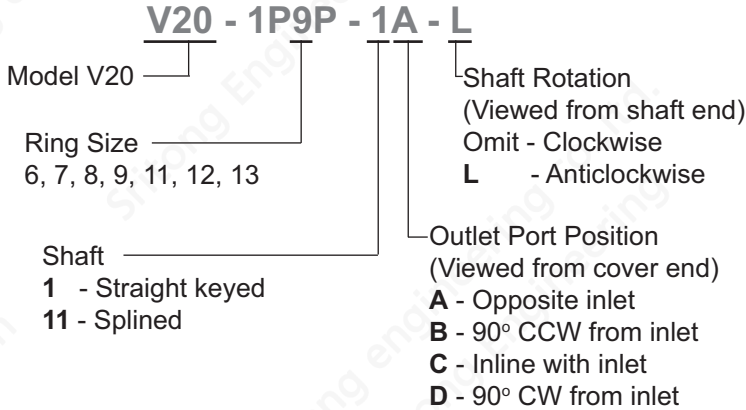 V20 - 1P9P - 1A - L
Model V20
Ring Size
6, 7, 8, 9, 11, 12, 13
Shaft
1 - Straight keyed
11 - Splined
Shaft Rotation
(Viewed from shaft end)
Omit - Clockwise
L - Anticlockwise
Outlet Port Position
(Viewed from cover end)
A - Opposite inlet
B - 90° CCW from inlet
C - Inline with inlet
D - 90° CW from inlet